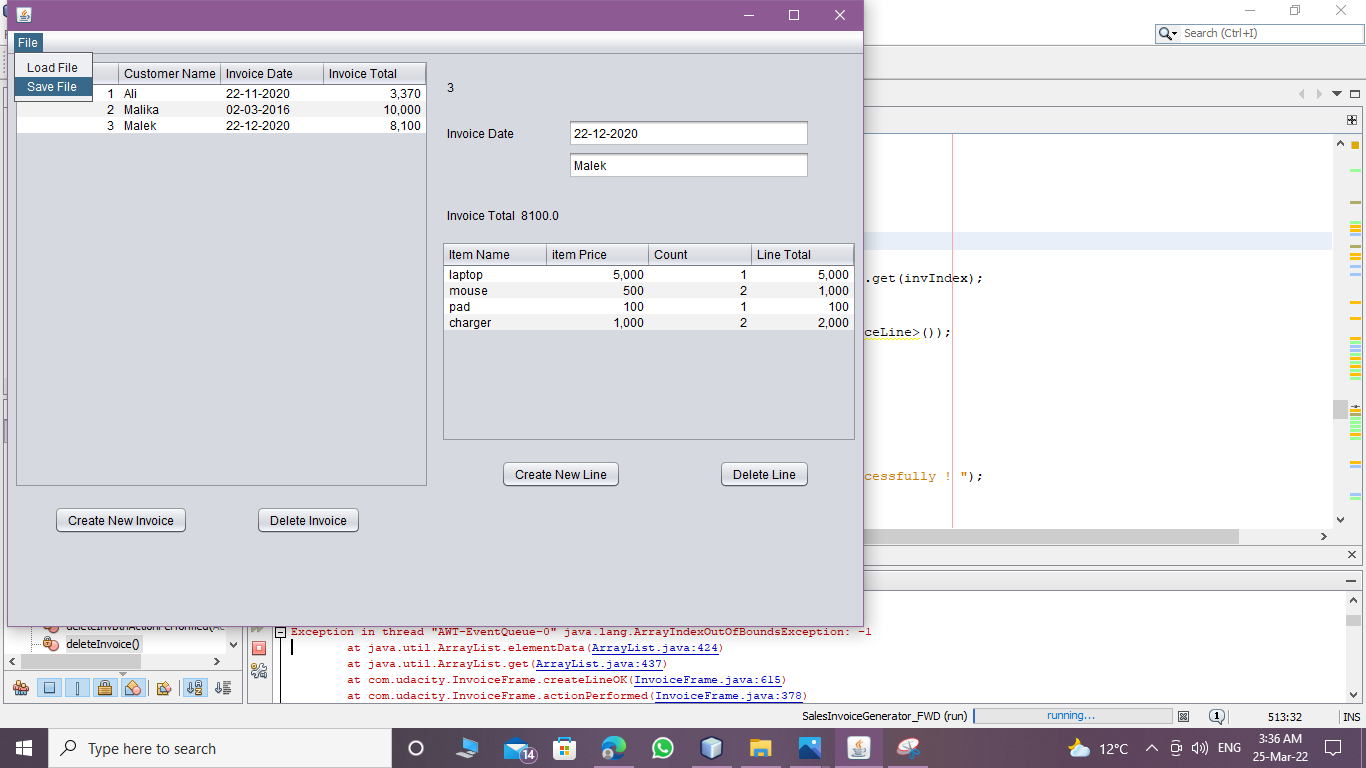 File
Load File
Save File
Search (Ctrl+I)
Customer Name Invoice Date Invoice Total
1 Ali 22-11-2020 3,370
2 Malika 02-03-2016 10,000
3 Malek 22-12-2020 8,100
3
Invoice Date 22-12-2020
Malek
Invoice Total 8100.0
Item Name item Price Count Line Total
laptop 5,000 1 5,000
mouse 500 2 1,000
pad 100 1 100
charger 1,000 2 2,000
Create New Line Delete Line
Create New Invoice Delete Invoice
.get(invIndex);
ceLine>());
cessfully ! ");
deleteInvoice()
Exception in thread "AWT-EventQueue-0" java.lang.ArrayIndexOutOfBoundsException: -1
at java.util.ArrayList.elementData(ArrayList.java:424)
at java.util.ArrayList.get(ArrayList.java:437)
at com.udacity.InvoiceFrame.createLineOK(InvoiceFrame.java:615)
at com.udacity.InvoiceFrame.actionPerformed(InvoiceFrame.java:378)
SalesInvoiceGenerator_FWD (run) running... 1 513:32 INS
Type here to search 14 12°C ENG 3:36 AM
25-Mar-22